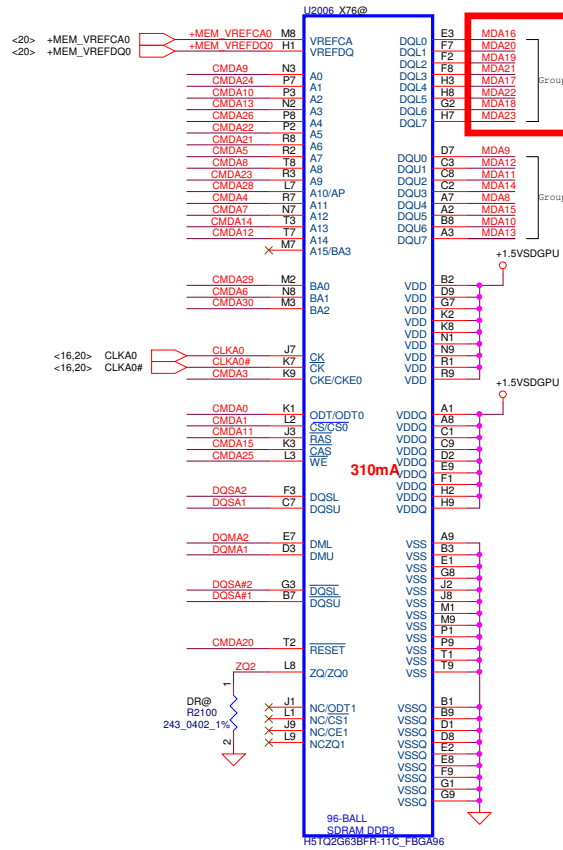 U2006 X76@
<20> +MEM_VREFCA0 +MEM_VREFCA0 M8 VREFCA DQL0 E3 MDA16
<20> +MEM_VREFDQ0 +MEM_VREFDQ0 H1 VREFDQ DQL1 F7 MDA20
DQL2 F2 MDA19
CMDA9 N3 A0 DQL3 F8 MDA21
CMDA24 P7 A1 DQL4 H3 MDA17 Group
CMDA10 P3 A2 DQL5 H8 MDA22
CMDA13 N2 A3 DQL6 G2 MDA18
CMDA26 P8 A4 DQL7 H7 MDA23
CMDA22 P2 A5
CMDA21 R8 A6
CMDA5 R2 A7 DQU0 D7 MDA9
CMDA8 T8 A8 DQU1 C3 MDA12
CMDA23 R3 A9 DQU2 C8 MDA11
CMDA28 L7 A10/AP DQU3 C2 MDA14
CMDA4 R7 A11 DQU4 A7 MDA8 Group
CMDA7 N7 A12 DQU5 A2 MDA15
CMDA14 T3 A13 DQU6 B8 MDA10
CMDA12 T7 A14 DQU7 A3 MDA13
M7 A15/BA3
+1.5VSDGPU
CMDA29 M2 BA0 VDD B2
CMDA6 N8 BA1 VDD D9
CMDA30 M3 BA2 VDD G7
VDD K2
VDD K8
VDD N1
<16,20> CLKA0 CLKA0 J7 CK VDD N9
<16,20> CLKA0# CLKA0# K7 CK VDD R1
CMDA3 K9 CKE/CKE0 VDD R9
+1.5VSDGPU
CMDA0 K1 ODT/ODT0 VDDQ A1
CMDA1 L2 CS/CS0 VDDQ A8
CMDA11 J3 RAS VDDQ C1
CMDA15 K3 CAS VDDQ C9
CMDA25 L3 WE VDDQ D2
310mA VDDQ E9
VDDQ F1
DQSA2 F3 DQSL VDDQ H2
DQSA1 C7 DQSU VDDQ H9
DQMA2 E7 DML VSS A9
DQMA1 D3 DMU VSS B3
VSS E1
VSS G8
DQSA#2 G3 DQSL VSS J2
DQSA#1 B7 DQSU VSS J8
VSS M1
VSS M9
VSS P1
CMDA20 T2 RESET VSS P9
VSS T1
ZQ2 L8 ZQ/ZQ0 VSS T9
1
DR@ J1 NC/ODT1 VSSQ B1
R2100 L1 NC/CS1 VSSQ B9
243_0402_1% J9 NC/CE1 VSSQ D1
2 L9 NCZQ1 VSSQ D8
VSSQ E2
VSSQ E8
VSSQ F9
VSSQ G1
VSSQ G9
96-BALL
SDRAM DDR3
H5TQ2G63BFR-11C_FBGA96